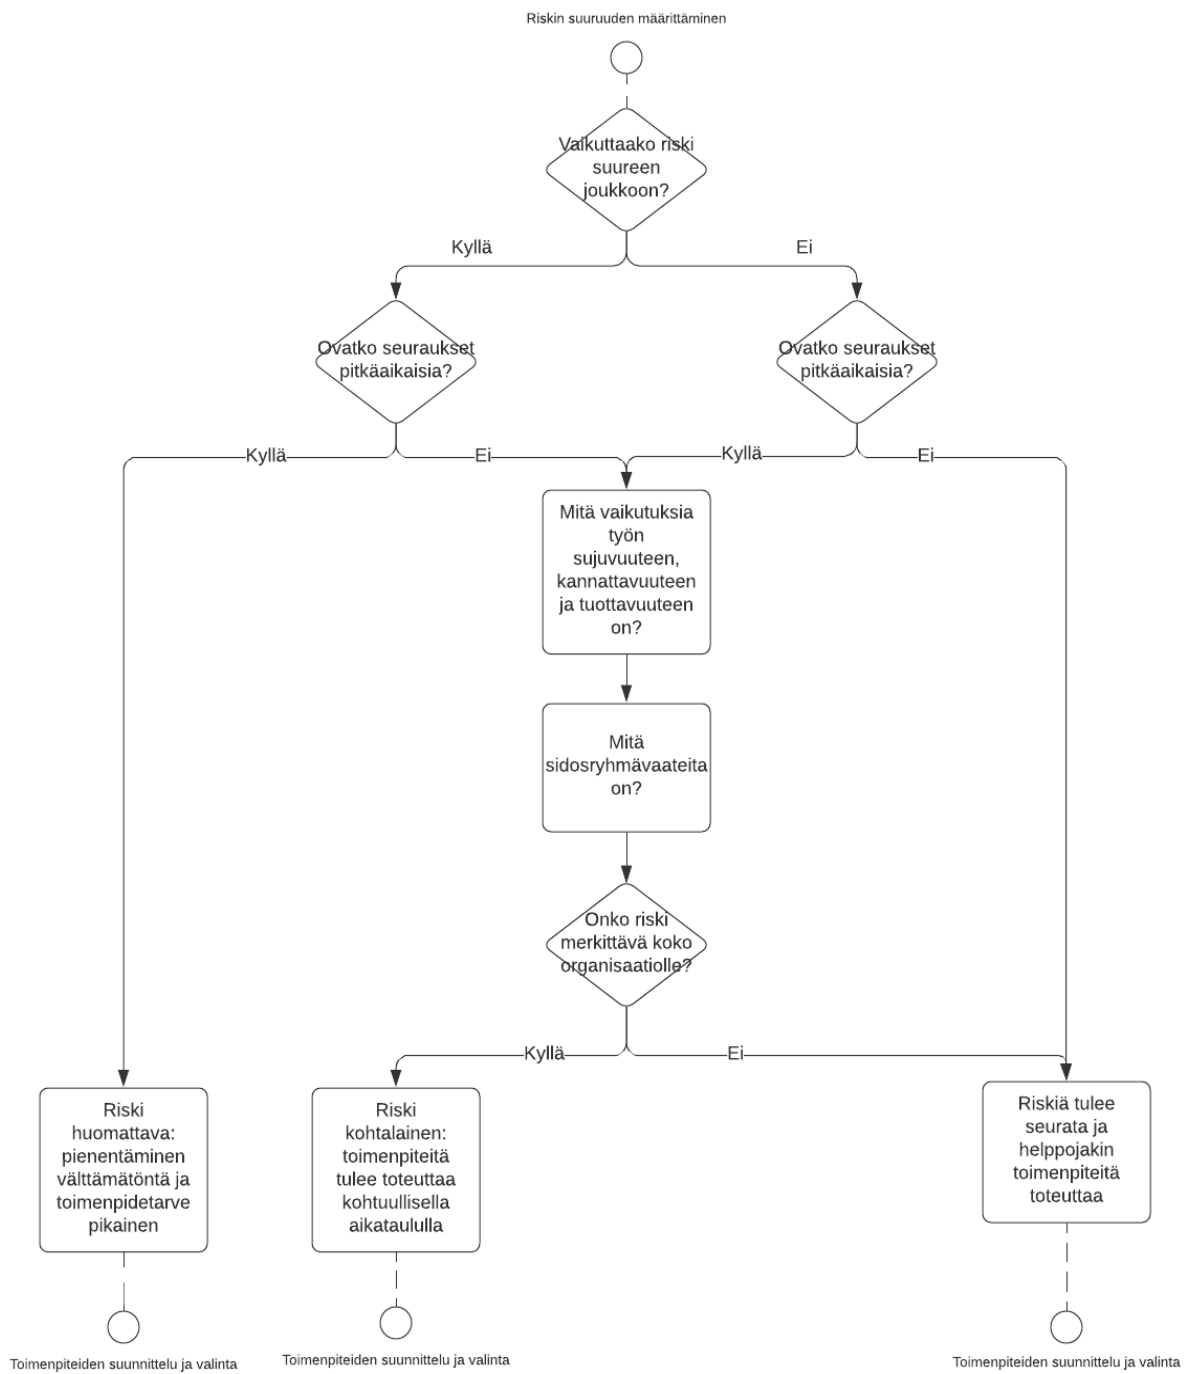 Riskin suuruuden määrittäminen
Vaikuttaako riski
suureen
joukkoon?
Kyllä
Ei
Ovatko seuraukset
pitkäaikaisia?
Ovatko seuraukset
pitkäaikaisia?
Kyllä
Ei
Kyllä
Ei
Mitä vaikutuksia
työn
sujuvuuteen,
kannattavuuteen
ja tuottavuuteen
on?
Mitä
sidosryhmävaateita
on?
Onko riski
merkittävä koko
organisaatiolle?
Kyllä
Ei
Riski
huomattava:
pienentäminen
välttämätöntä ja
toimenpidetarve
pikainen
Riski
kohtalainen:
toimenpiteitä
tulee toteuttaa
kohtuullisella
aikataululla
Riskiä tulee
seurata ja
helppojakin
toimenpiteitä
toteuttaa
Toimenpiteiden suunnittelu ja valinta
Toimenpiteiden suunnittelu ja valinta
Toimenpiteiden suunnittelu ja valinta